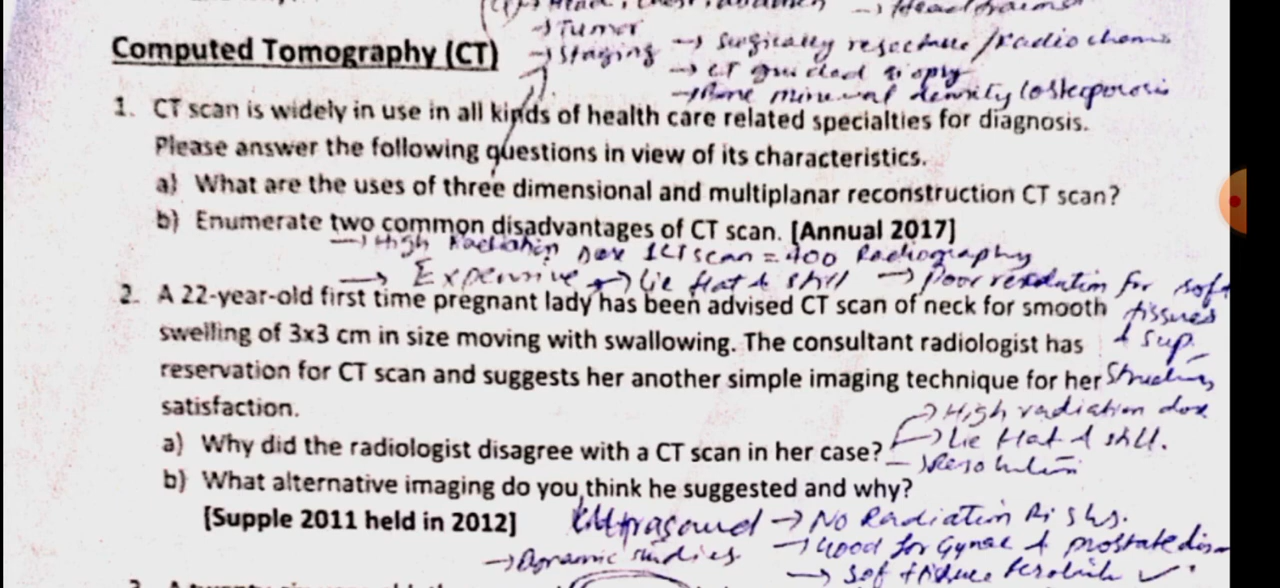 → Tumor
Computed Tomography (CT) → Staging → surgically resectable / radio chemo
→ CT guided
→ Bone mineral density (osteoporosis
1. CT scan is widely in use in all kinds of health care related specialties for diagnosis.
Please answer the following questions in view of its characteristics.
a) What are the uses of three dimensional and multiplanar reconstruction CT scan?
b) Enumerate two common disadvantages of CT scan. [Annual 2017]
→ High Radiation Dose 1 CT scan = 400 Radiography
→ Expensive → lie flat & still → Poor resolution for soft
tissues
2. A 22-year-old first time pregnant lady has been advised CT scan of neck for smooth
swelling of 3x3 cm in size moving with swallowing. The consultant radiologist has & sup.
reservation for CT scan and suggests her another simple imaging technique for her
satisfaction.
→ High radiation dose
a) Why did the radiologist disagree with a CT scan in her case? → Lie flat & still.
→ Resolution
b) What alternative imaging do you think he suggested and why?
[Supple 2011 held in 2012] Ultrasound → No Radiation Risks.
→ Dynamic studies → Good for Gynae & prostate
→ Soft tissue